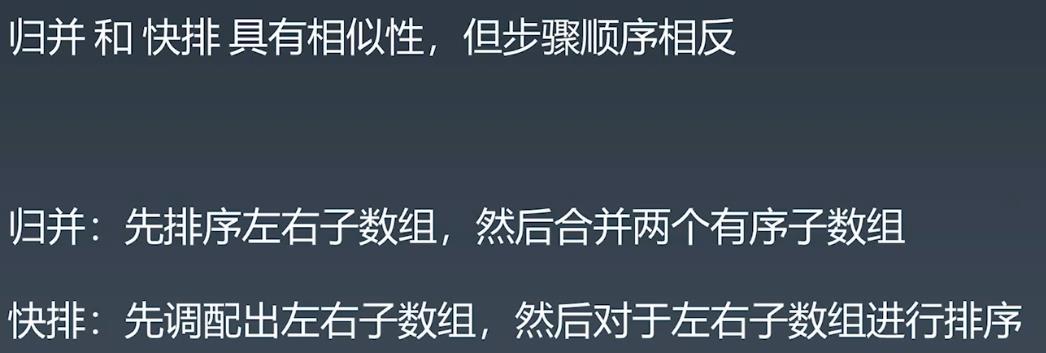 归并 和 快排 具有相似性，但步骤顺序相反
归并：先排序左右子数组，然后合并两个有序子数组
快排：先调配出左右子数组，然后对于左右子数组进行排序